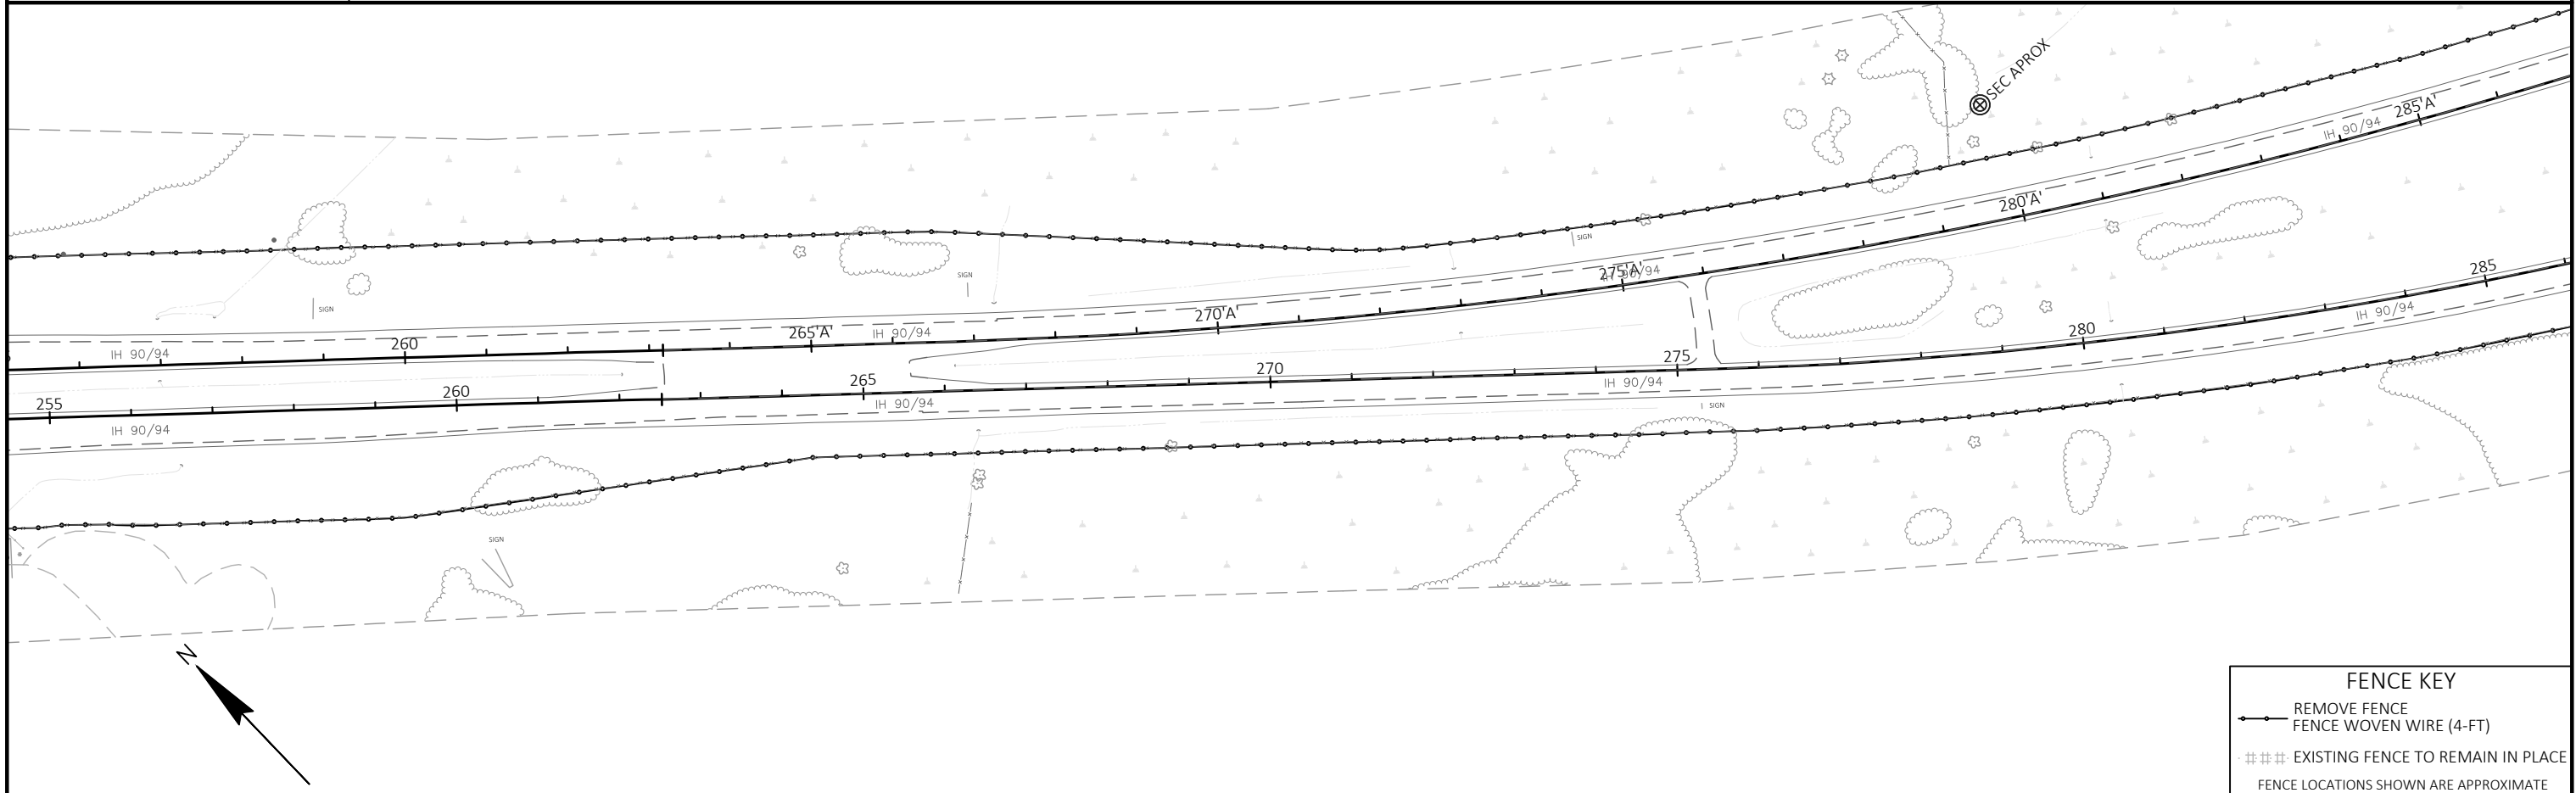 SEC APROX
285'A'
IH 90/94
280'A'
SIGN
275'A'
IH 90/94
285
SIGN
SIGN
270'A'
IH 90/94
265'A'
IH 90/94
280
260
IH 90/94
275
IH 90/94
270
265
IH 90/94
SIGN
260
255
IH 90/94
SIGN
N
FENCE KEY
REMOVE FENCE
FENCE WOVEN WIRE (4-FT)
EXISTING FENCE TO REMAIN IN PLACE
FENCE LOCATIONS SHOWN ARE APPROXIMATE